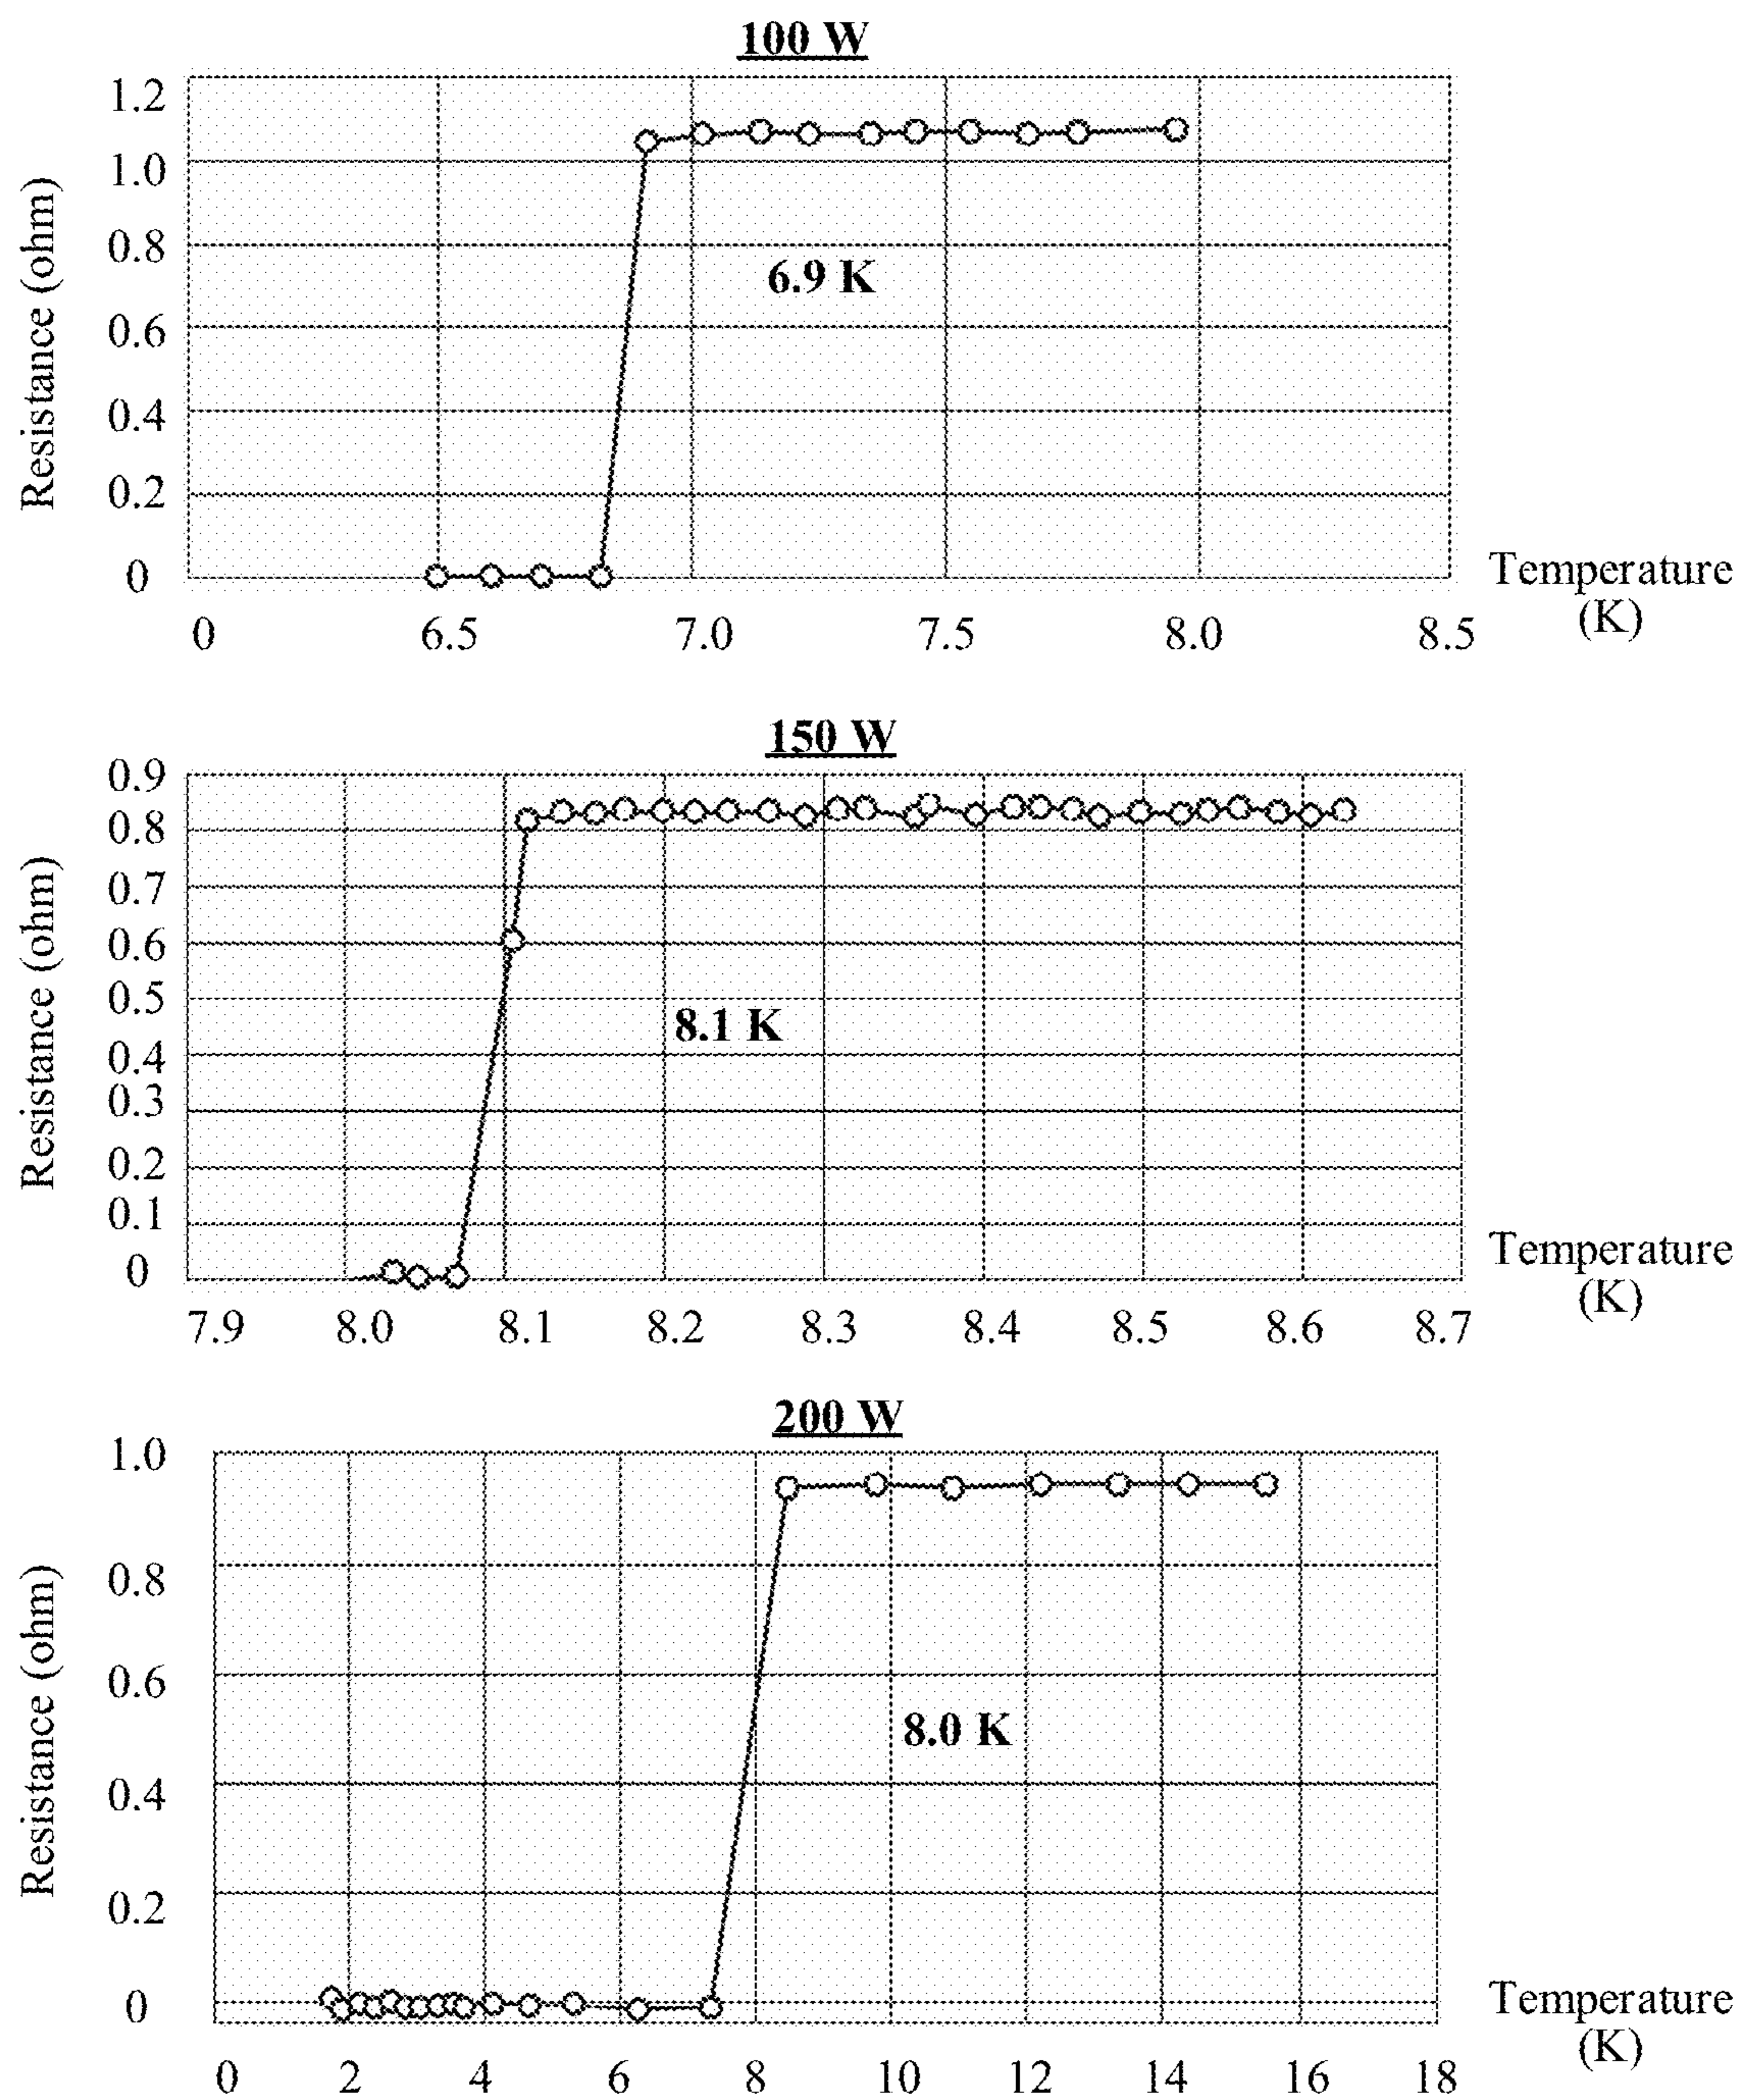 100 W
1.2
1.0
0.8
0.6
0.4
0.2
0
Resistance (ohm)
6.9 K
0 6.5 7.0 7.5 8.0 8.5
Temperature
(K)
150 W
0.9
0.8
0.7
0.6
0.5
0.4
0.3
0.2
0.1
0
Resistance (ohm)
8.1 K
7.9 8.0 8.1 8.2 8.3 8.4 8.5 8.6 8.7
Temperature
(K)
200 W
1.0
0.8
0.6
0.4
0.2
0
Resistance (ohm)
8.0 K
0 2 4 6 8 10 12 14 16 18
Temperature
(K)